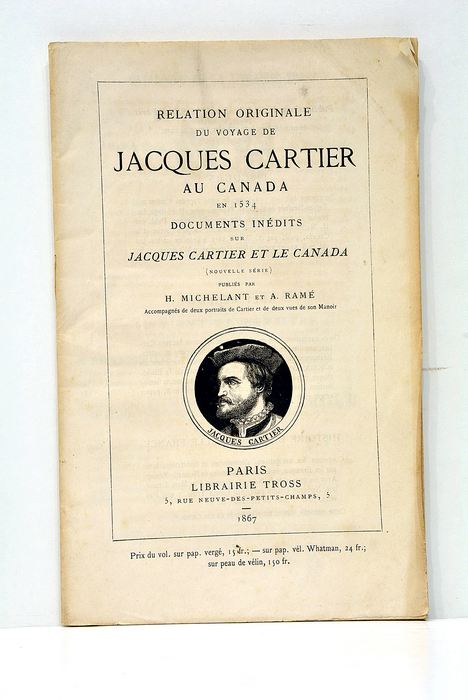 RELATION ORIGINALE
DU VOYAGE DE
JACQUES CARTIER
AU CANADA
EN 1534
DOCUMENTS INÉDITS
SUR
JACQUES CARTIER ET LE CANADA
(NOUVELLE SÉRIE)
PUBLIÉS PAR
H. MICHELANT ET A. RAMÉ
Accompagnés de deux portraits de Cartier et de deux vues de son Manoir
JACQUES CARTIER
PARIS
LIBRAIRIE TROSS
5, RUE NEUVE-DES-PETITS-CHAMPS, 5
1867
Prix du vol. sur pap. vergé, 15 fr.; — sur pap. vél. Whatman, 24 fr.;
sur peau de vélin, 150 fr.